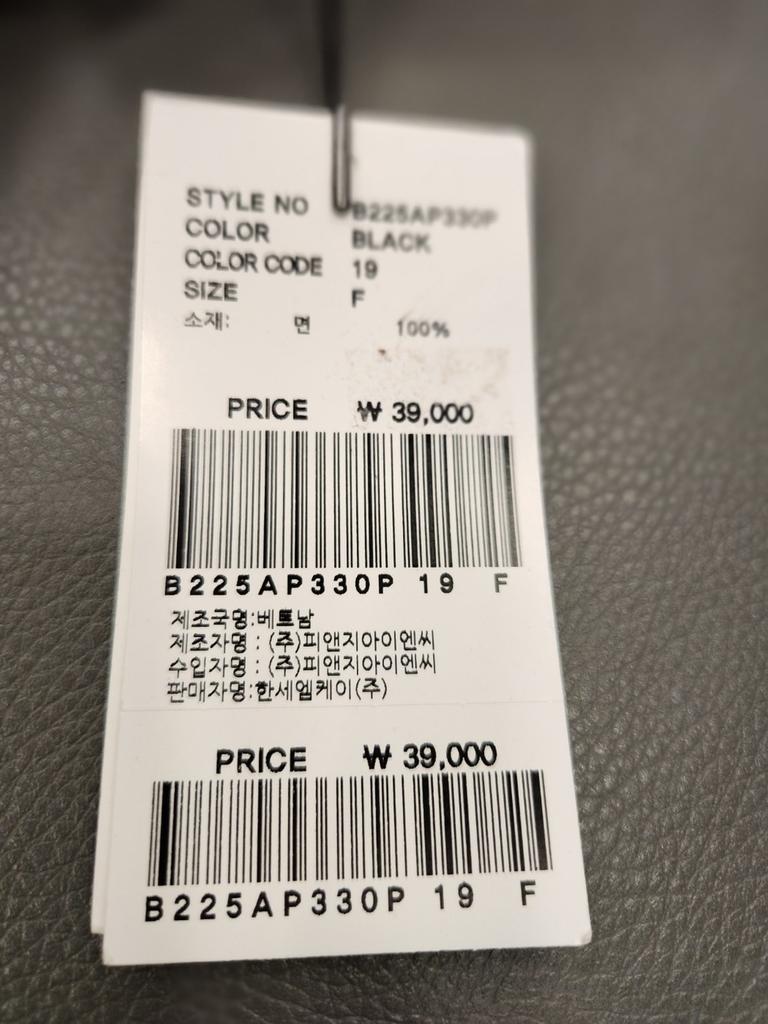 STYLE NO B225AP330P
COLOR BLACK
COLOR CODE 19
SIZE F
소재: 면 100%
PRICE ₩ 39,000
B225AP330P 19 F
제조국명:베트남
제조자명 : (주)피앤지아이엔씨
수입자명 : (주)피앤지아이엔씨
판매자명:한세엠케이(주)
PRICE ₩ 39,000
B225AP330P 19 F